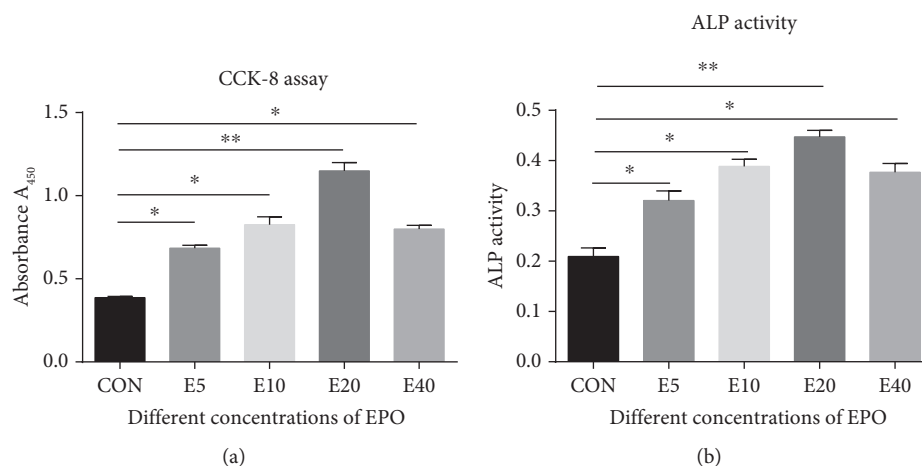 CCK-8 assay
Absorbance A450
1.5
1.0
0.5
0.0
*
**
*
*
CON E5 E10 E20 E40
Different concentrations of EPO
(a)
ALP activity
ALP activity
0.5
0.4
0.3
0.2
0.1
0.0
**
*
*
*
CON E5 E10 E20 E40
Different concentrations of EPO
(b)